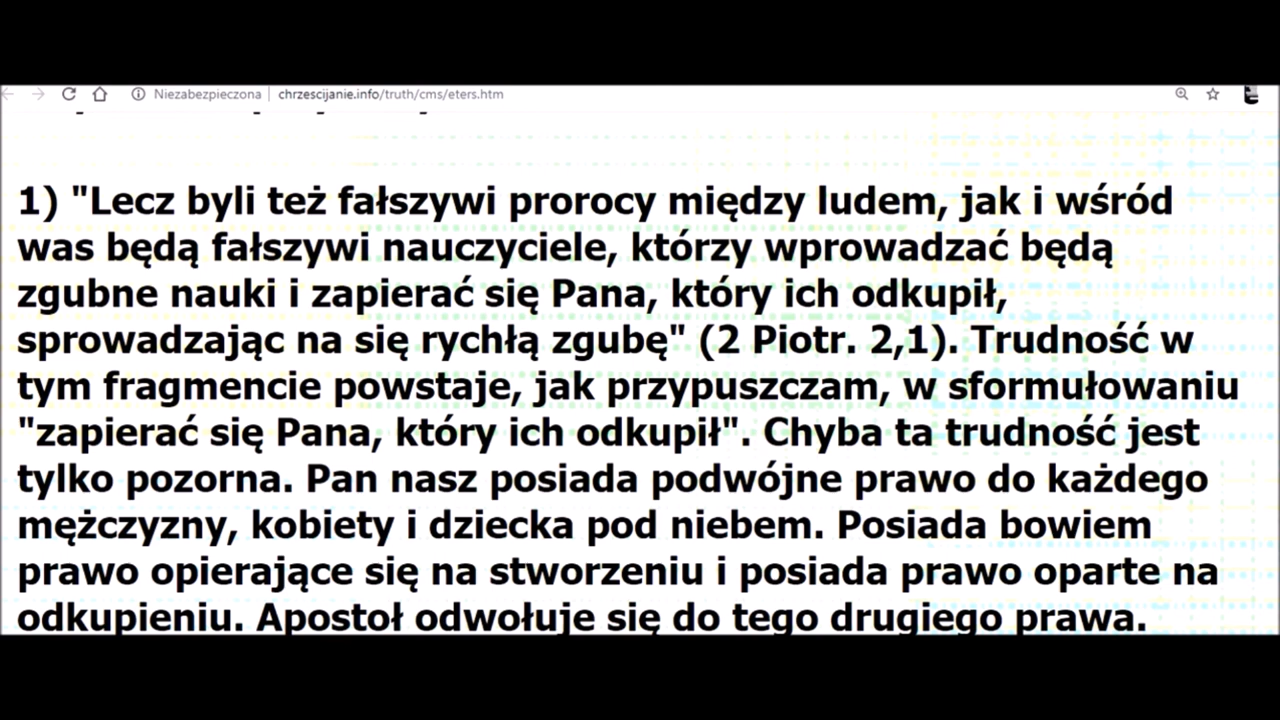 Niezabezpieczona chrzescijanie.info/truth/cms/eters.htm
1) "Lecz byli też fałszywi prorocy między ludem, jak i wśród
was będą fałszywi nauczyciele, którzy wprowadzać będą
zgubne nauki i zapierać się Pana, który ich odkupił,
sprowadzając na się rychłą zgubę" (2 Piotr. 2,1). Trudność w
tym fragmencie powstaje, jak przypuszczam, w sformułowaniu
"zapierać się Pana, który ich odkupił". Chyba ta trudność jest
tylko pozorna. Pan nasz posiada podwójne prawo do każdego
mężczyzny, kobiety i dziecka pod niebem. Posiada bowiem
prawo opierające się na stworzeniu i posiada prawo oparte na
odkupieniu. Apostoł odwołuje się do tego drugiego prawa.